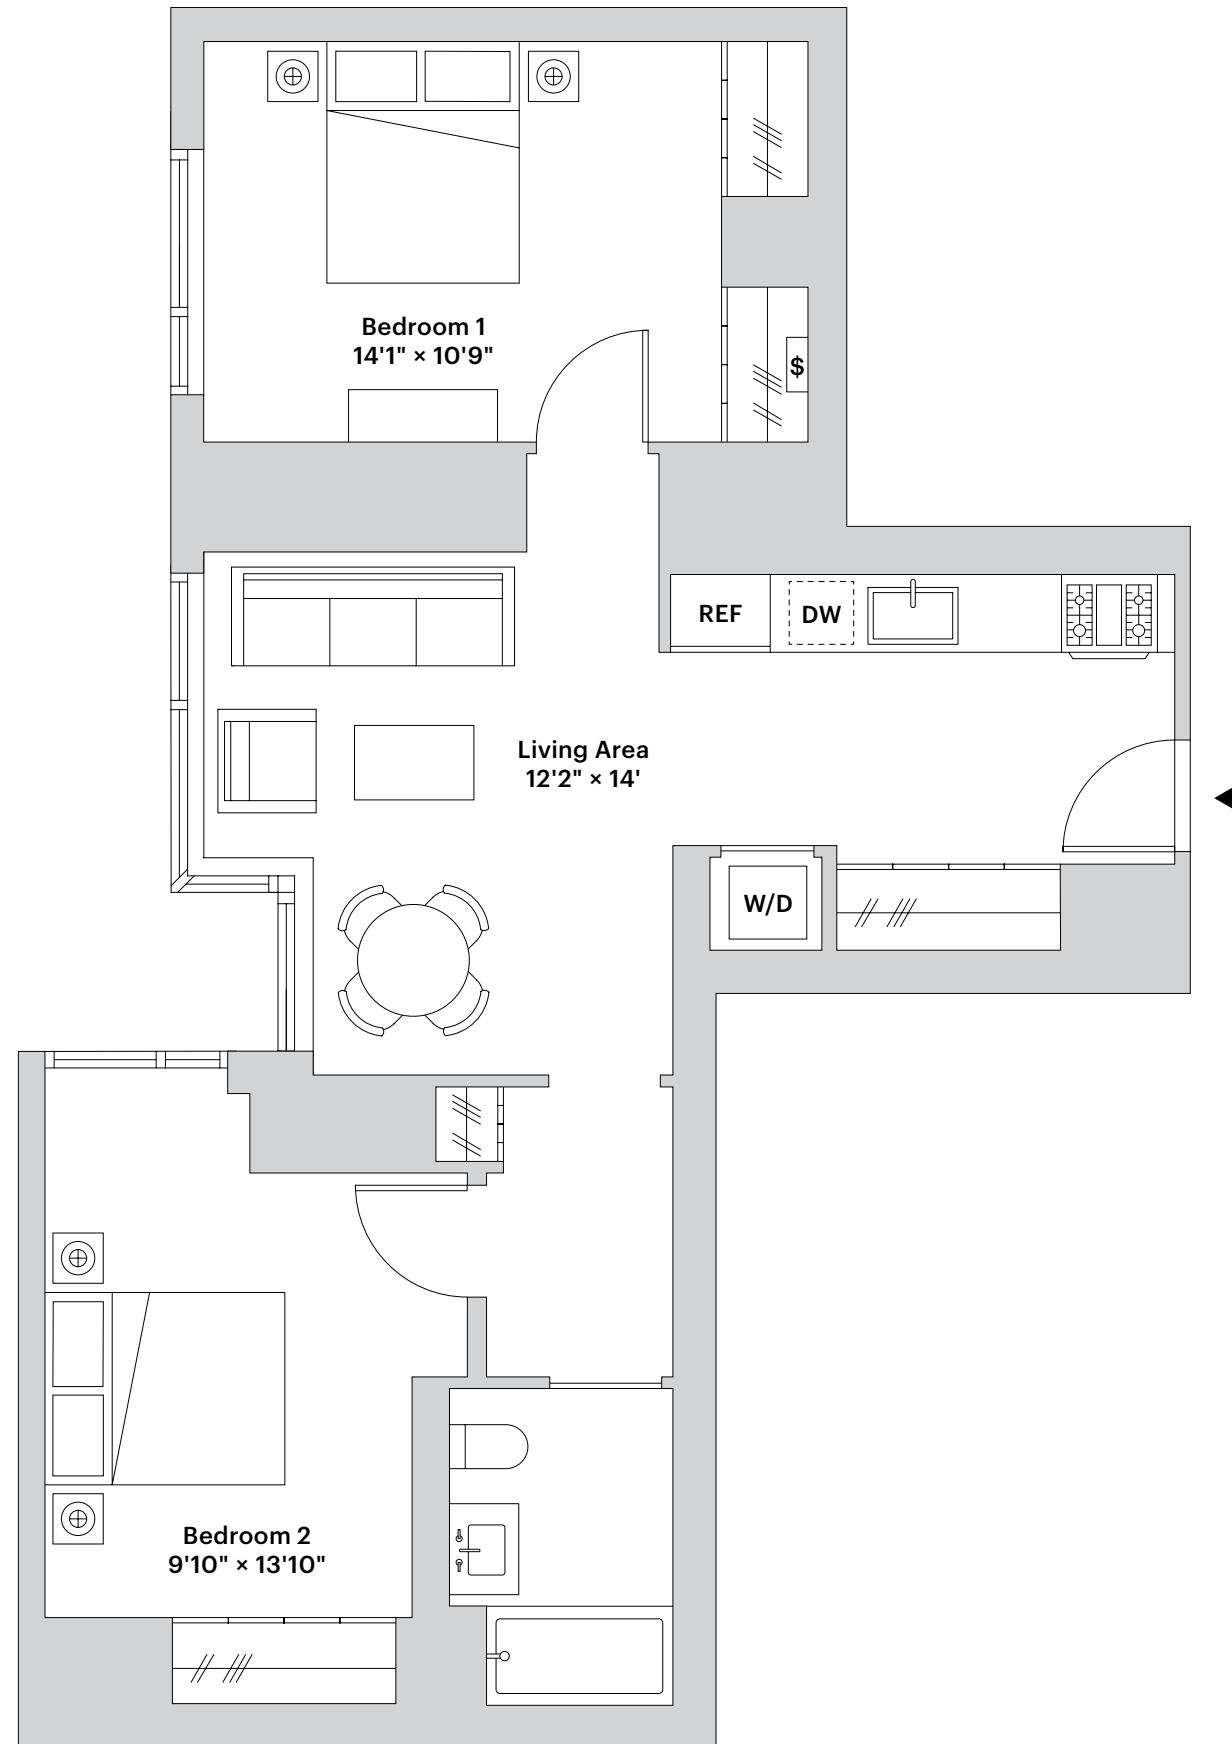 Bedroom 1
14'1" × 10'9"
$
REF
DW
Living Area
12'2" × 14'
W/D
Bedroom 2
9'10" × 13'10"